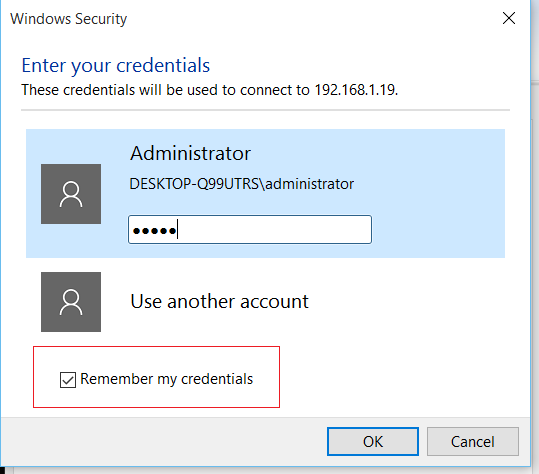 Windows Security
Enter your credentials
These credentials will be used to connect to 192.168.1.19.
Administrator
DESKTOP-Q99UTRS\administrator
●●●●●
Use another account
Remember my credentials
OK
Cancel